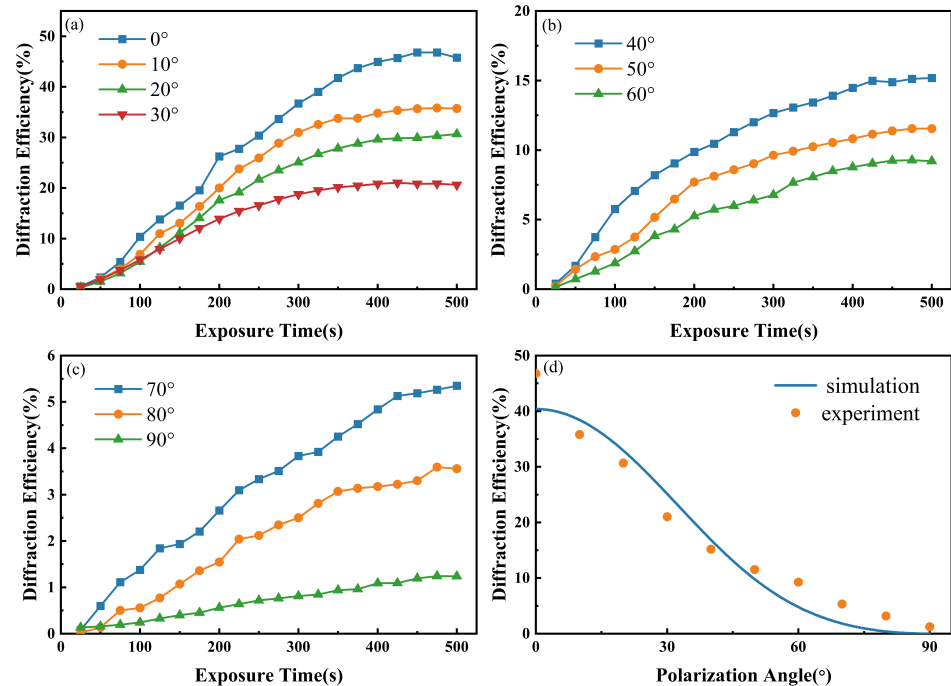 (a)
0°
10°
20°
30°
Diffraction Efficiency(%)
50
40
30
20
10
0
0 100 200 300 400 500
Exposure Time(s)
(b)
40°
50°
60°
Diffraction Efficiency(%)
20
15
10
5
0
0 100 200 300 400 500
Exposure Time(s)
(c)
70°
80°
90°
Diffraction Efficiency(%)
6
5
4
3
2
1
0
0 100 200 300 400 500
Exposure Time(s)
(d)
simulation
experiment
Diffraction Efficiency(%)
50
40
30
20
10
0
0 30 60 90
Polarization Angle(°)